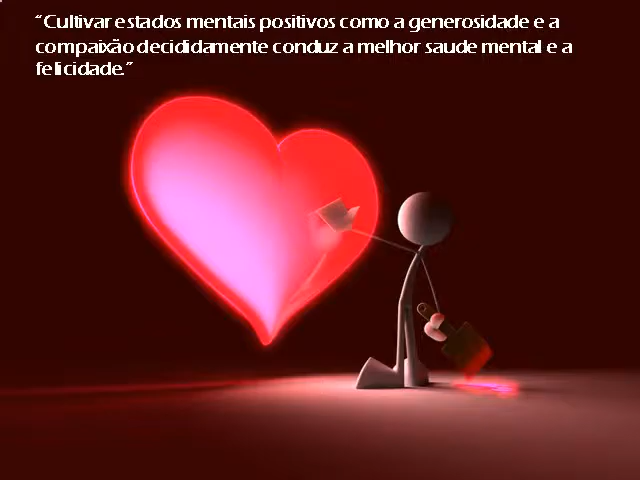 “Cultivar estados mentais positivos como a generosidade e a
compaixão decididamente conduz a melhor saude mental e a
felicidade.”